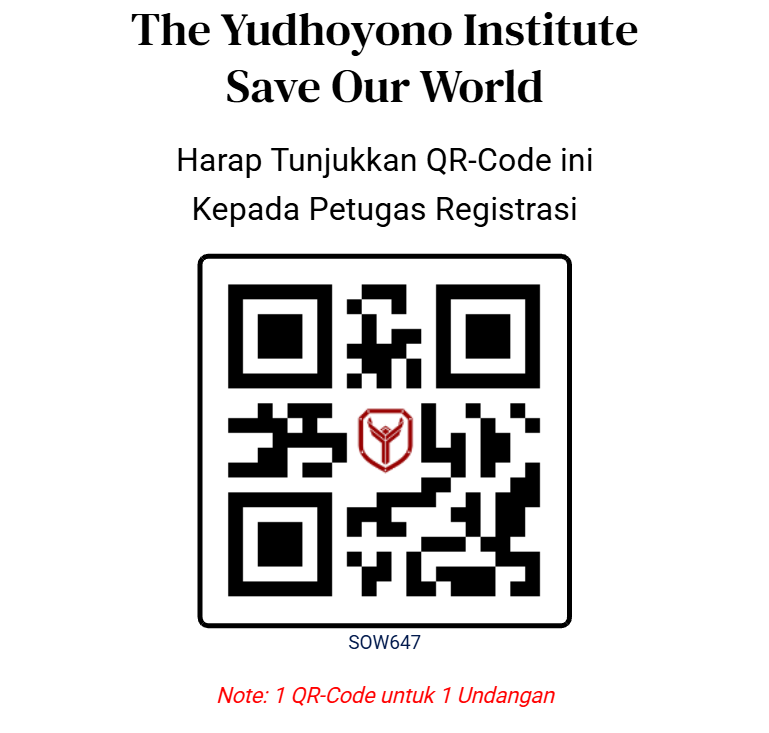 The Yudhoyono Institute
Save Our World
Harap Tunjukkan QR-Code ini
Kepada Petugas Registrasi
SOW647
Note: 1 QR-Code untuk 1 Undangan